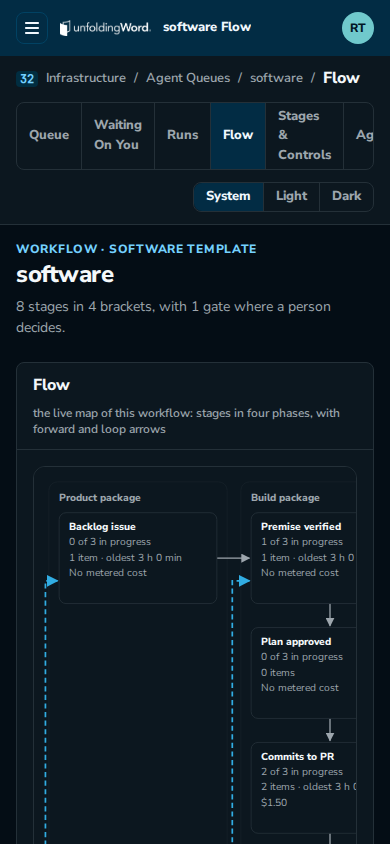 unfoldingWord.
software Flow
RT
32 Infrastructure / Agent Queues / software / Flow
Queue
Waiting On You
Runs
Flow
Stages & Controls
System
Light
Dark
WORKFLOW · SOFTWARE TEMPLATE
software
8 stages in 4 brackets, with 1 gate where a person
decides.
Flow
the live map of this workflow: stages in four phases, with
forward and loop arrows
Product package
Backlog issue
0 of 3 in progress
1 item · oldest 3 h 0 min
No metered cost
Build package
Premise verified
1 of 3 in progress
1 item · oldest 3 h 0
No metered cost
Plan approved
0 of 3 in progress
0 items
No metered cost
Commits to PR
2 of 3 in progress
2 items · oldest 3 h
$1.50